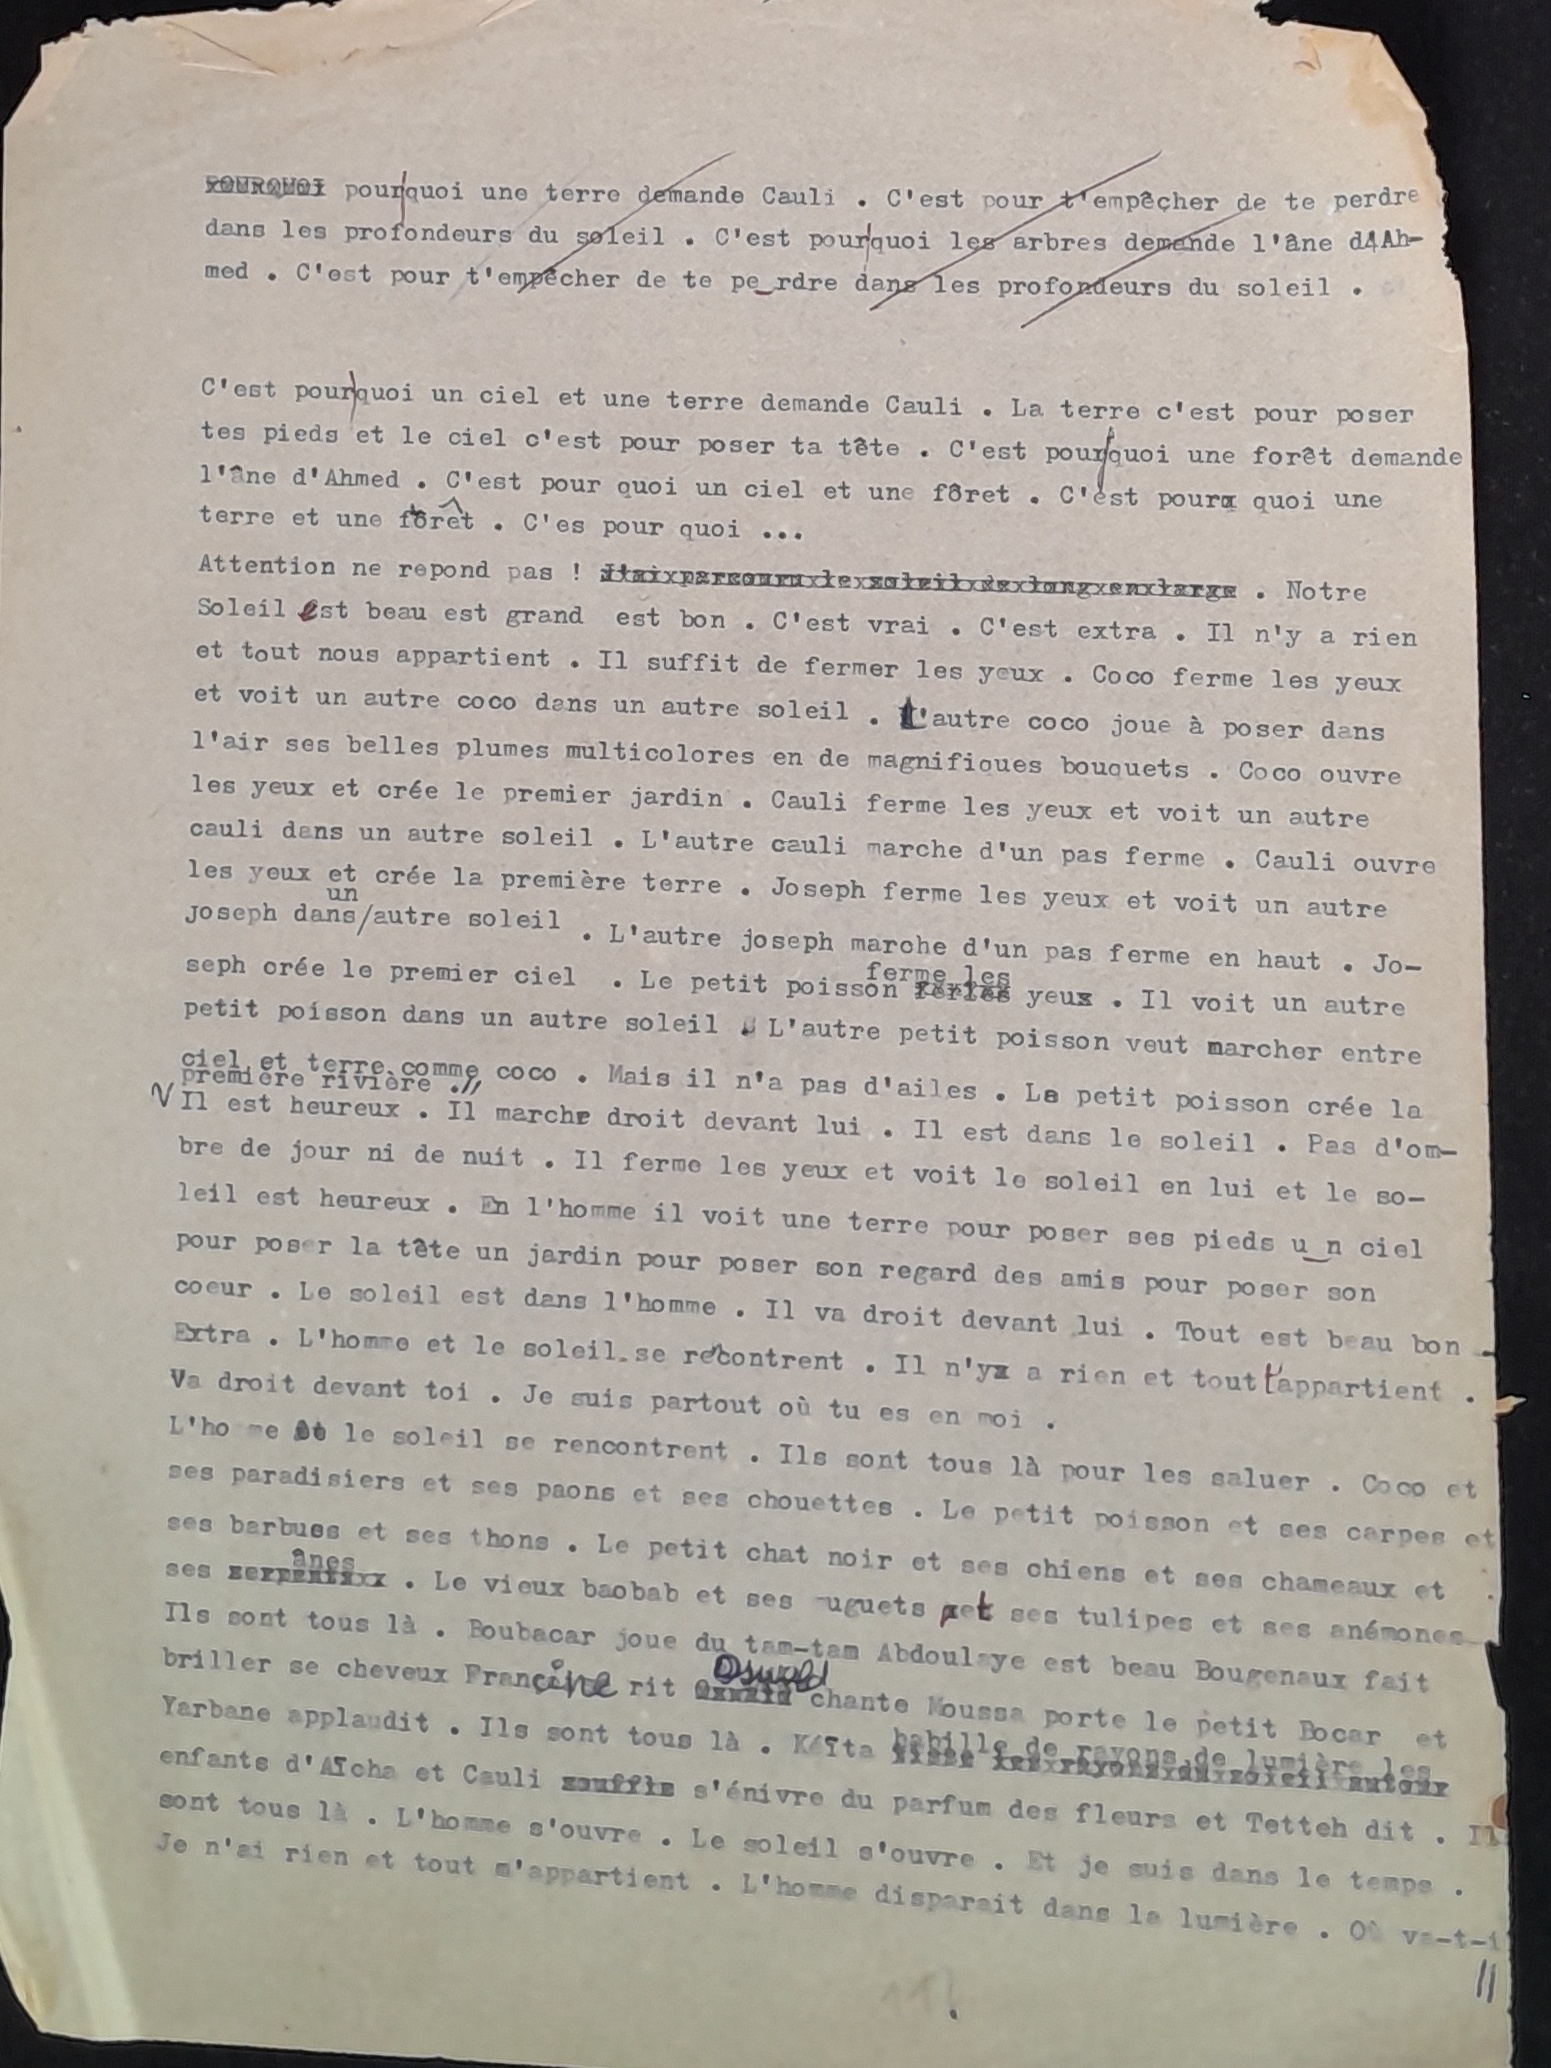 POURQUOI pourquoi une terre demande Cauli . C'est pour t'empêcher de te perdre
dans les profondeurs du soleil . C'est pourquoi les arbres demande l'âne d'Ah-
med . C'est pour t'empêcher de te pe_rdre dans les profondeurs du soleil .
C'est pourquoi un ciel et une terre demande Cauli . La terre c'est pour poser
tes pieds et le ciel c'est pour poser ta tête . C'est pourquoi une forêt demande
l'âne d'Ahmed . C'est pour quoi un ciel et une fôret . C'est pour quoi une
terre et une forêt . C'es pour quoi ...
Attention ne repond pas ! J'ai parcouru le soleil de long en large . Notre
Soleil est beau est grand est bon . C'est vrai . C'est extra . Il n'y a rien
et tout nous appartient . Il suffit de fermer les yeux . Coco ferme les yeux
et voit un autre coco dans un autre soleil . L'autre coco joue à poser dans
l'air ses belles plumes multicolores en de magnifiques bouquets . Coco ouvre
les yeux et crée le premier jardin . Cauli ferme les yeux et voit un autre
cauli dans un autre soleil . L'autre cauli marche d'un pas ferme . Cauli ouvre
les yeux et crée la première terre . Joseph ferme les yeux et voit un autre
un
joseph dans/autre soleil . L'autre joseph marche d'un pas ferme en haut . Jo-
ferme les
seph crée le premier ciel . Le petit poisson yeux . Il voit un autre
petit poisson dans un autre soleil . L'autre petit poisson veut marcher entre
ciel et terre comme coco . Mais il n'a pas d'ailes . Le petit poisson crée la
première rivière .//
V Il est heureux . Il marche droit devant lui . Il est dans le soleil . Pas d'om-
bre de jour ni de nuit . Il ferme les yeux et voit le soleil en lui et le so-
leil est heureux . En l'homme il voit une terre pour poser ses pieds u_n ciel
pour poser la tête un jardin pour poser son regard des amis pour poser son
coeur . Le soleil est dans l'homme . Il va droit devant lui . Tout est beau bon
Extra . L'homme et le soleil se rencontrent . Il n'y a rien et tout t'appartient .
Va droit devant toi . Je suis partout où tu es en moi .
L'ho me et le soleil se rencontrent . Ils sont tous là pour les saluer . Coco et
ses paradisiers et ses paons et ses chouettes . Le petit poisson et ses carpes et
ses barbues et ses thons . Le petit chat noir et ses chiens et ses chameaux et
ânes
ses serpents . Le vieux baobab et ses muguets et ses tulipes et ses anémones
Ils sont tous là . Boubacar joue du tam-tam Abdoulaye est beau Bougenaux fait
Oswald
briller se cheveux Francine rit chante Moussa porte le petit Bocar et
Yarbane applaudit . Ils sont tous là . Kéïta habille de rayons de lumière les
enfants d'Aïcha et Cauli souffle s'énivre du parfum des fleurs et Tetteh dit . Il
sont tous là . L'homme s'ouvre . Le soleil s'ouvre . Et je suis dans le temps .
Je n'ai rien et tout m'appartient . L'homme disparait dans la lumière . Où va-t-i
//